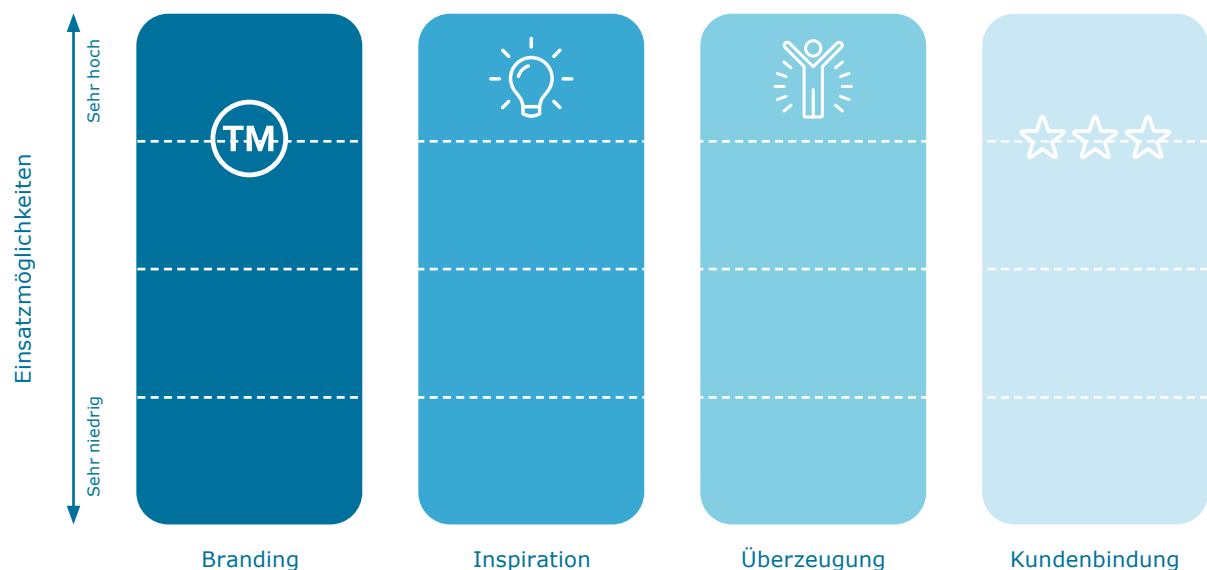 Einsatzmöglichkeiten
Sehr hoch
Sehr niedrig
TM
Branding
Inspiration
Überzeugung
Kundenbindung